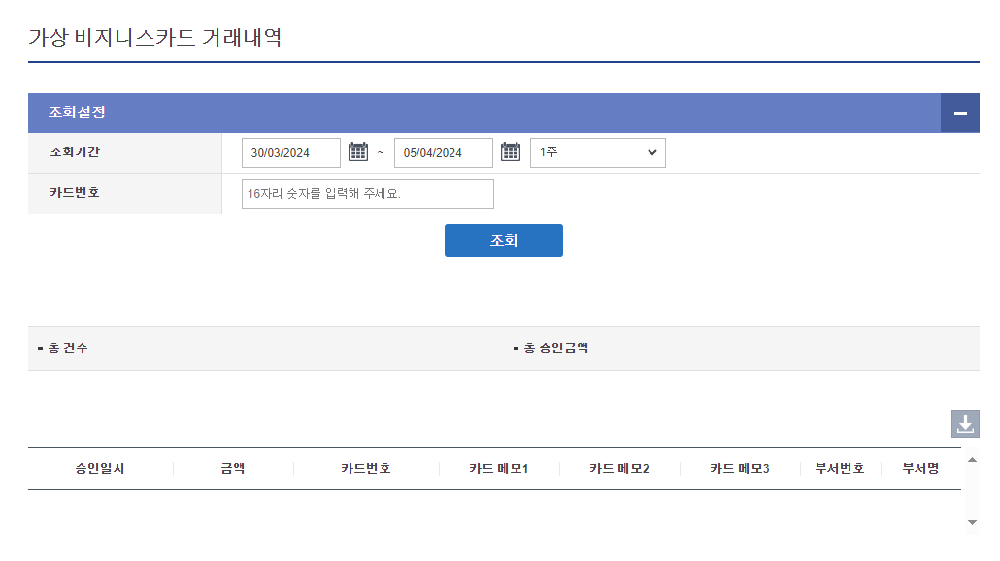 가상 비지니스카드 거래내역
조회설정
조회기간 30/03/2024 ~ 05/04/2024 1주
카드번호 16자리 숫자를 입력해 주세요.
조회
총 건수 총 승인금액
승인일시 금액 카드번호 카드 메모1 카드 메모2 카드 메모3 부서번호 부서명